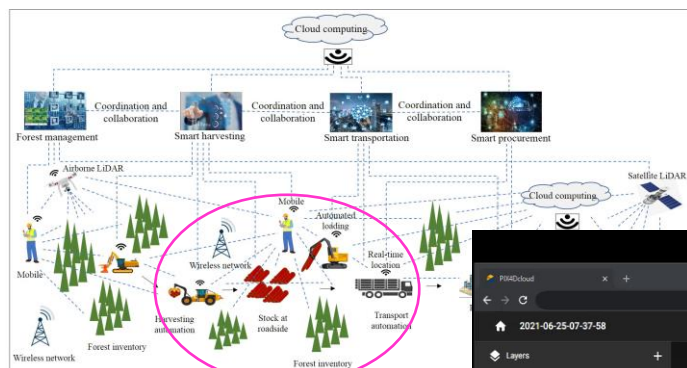 Cloud computing
Coordination and
collaboration
Coordination and
collaboration
Coordination and
collaboration
Forest management
Smart harvesting
Smart transportation
Smart procurement
Airborne LiDAR
Mobile
Satellite LiDAR
Cloud computing
Automated
loading
Mobile
Wireless network
Real-time
location
Harvesting
automation
Stock at
roadside
Transport
automation
Wireless network
Forest inventory
Forest inventory
PIX4Dcloud
2021-06-25-07-37-58
Layers